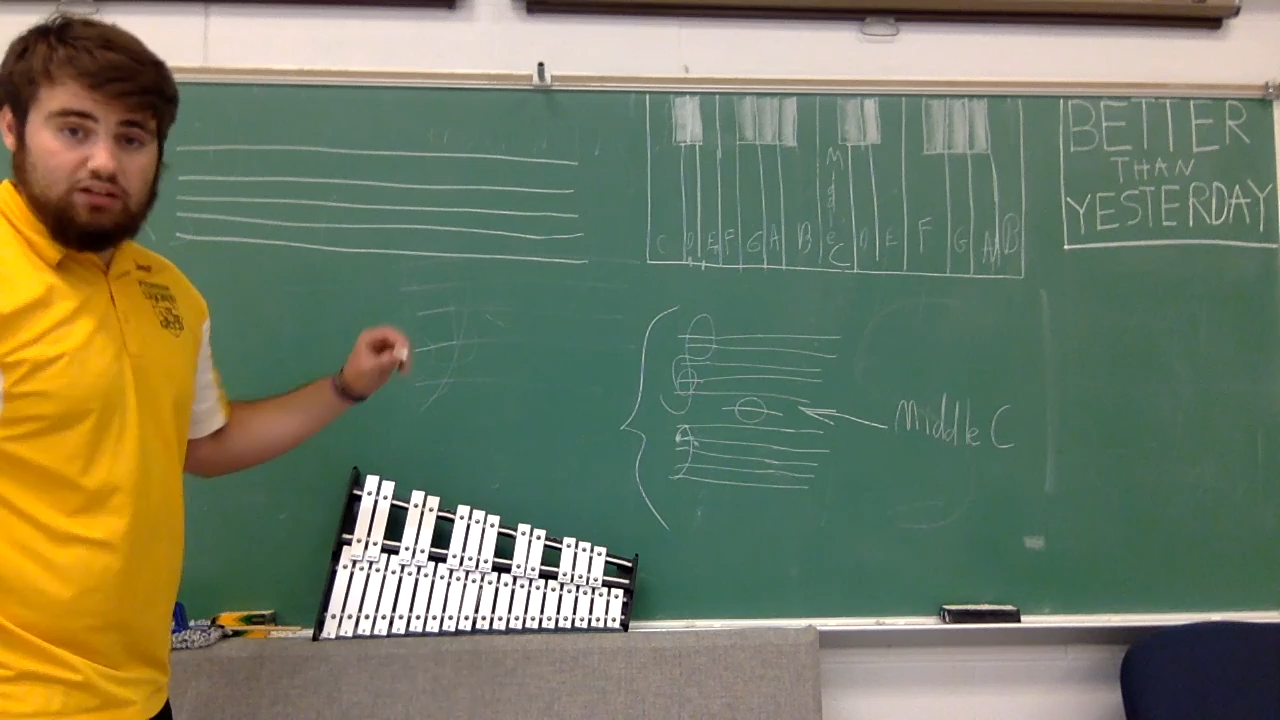 C D E F G A B Middle C D E F G A B
BETTER
THAN
YESTERDAY
Middle C